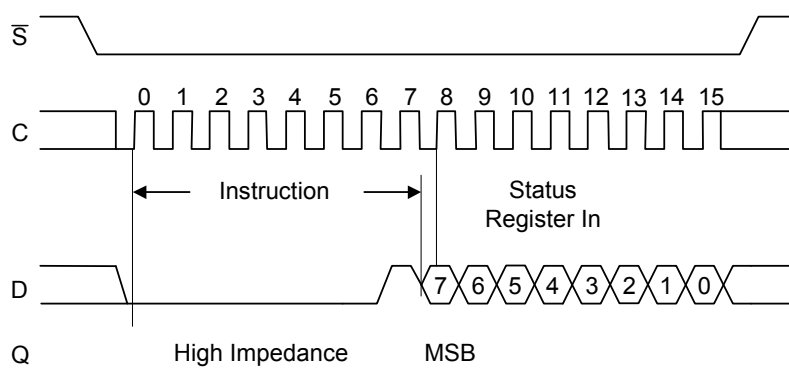 S̅
0 1 2 3 4 5 6 7 8 9 10 11 12 13 14 15
C
Instruction
Status
Register In
D
7 6 5 4 3 2 1 0
Q
High Impedance
MSB